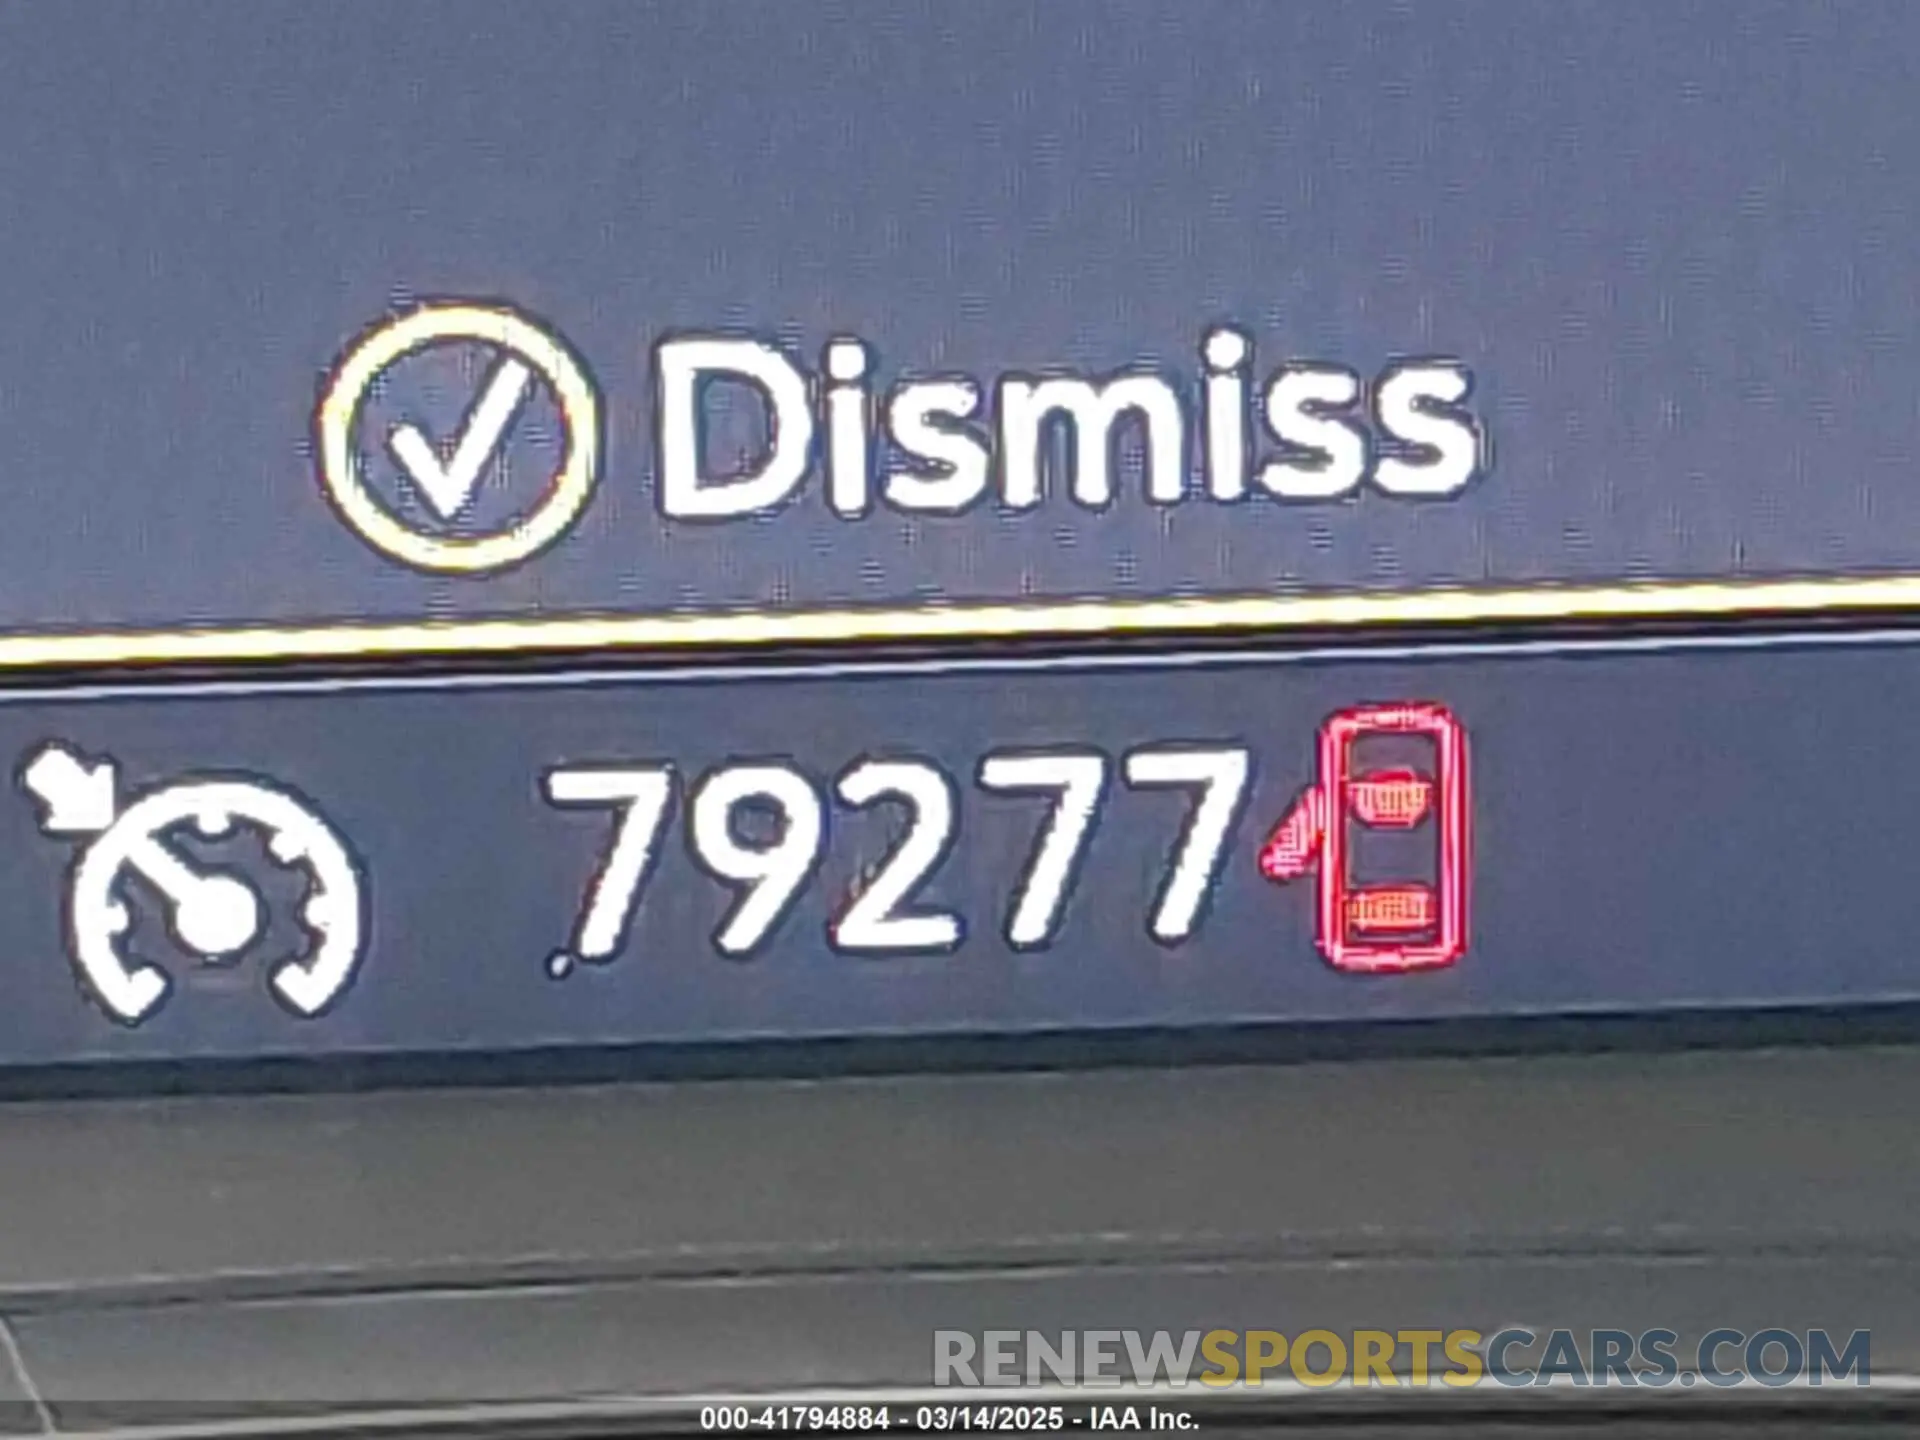 Dismiss
79277
RENEWSPORTSCARS.COM
000-41794884 - 03/14/2025 - IAA Inc.